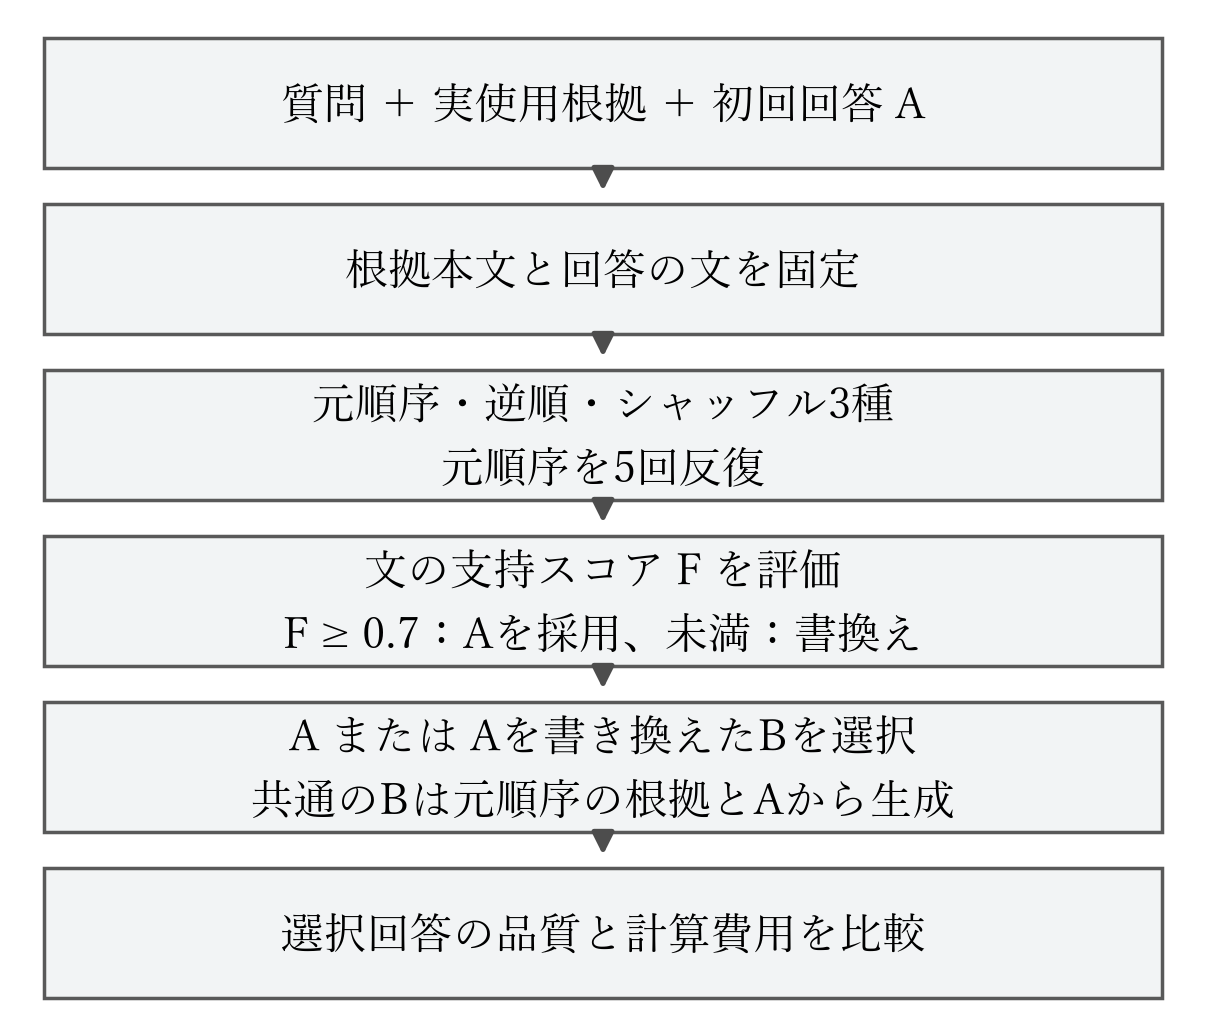 質問 ＋ 実使用根拠 ＋ 初回回答 A
根拠本文と回答の文を固定
元順序・逆順・シャッフル3種
元順序を5回反復
文の支持スコア F を評価
F ≥ 0.7：Aを採用、未満：書換え
A または Aを書き換えたBを選択
共通のBは元順序の根拠とAから生成
選択回答の品質と計算費用を比較